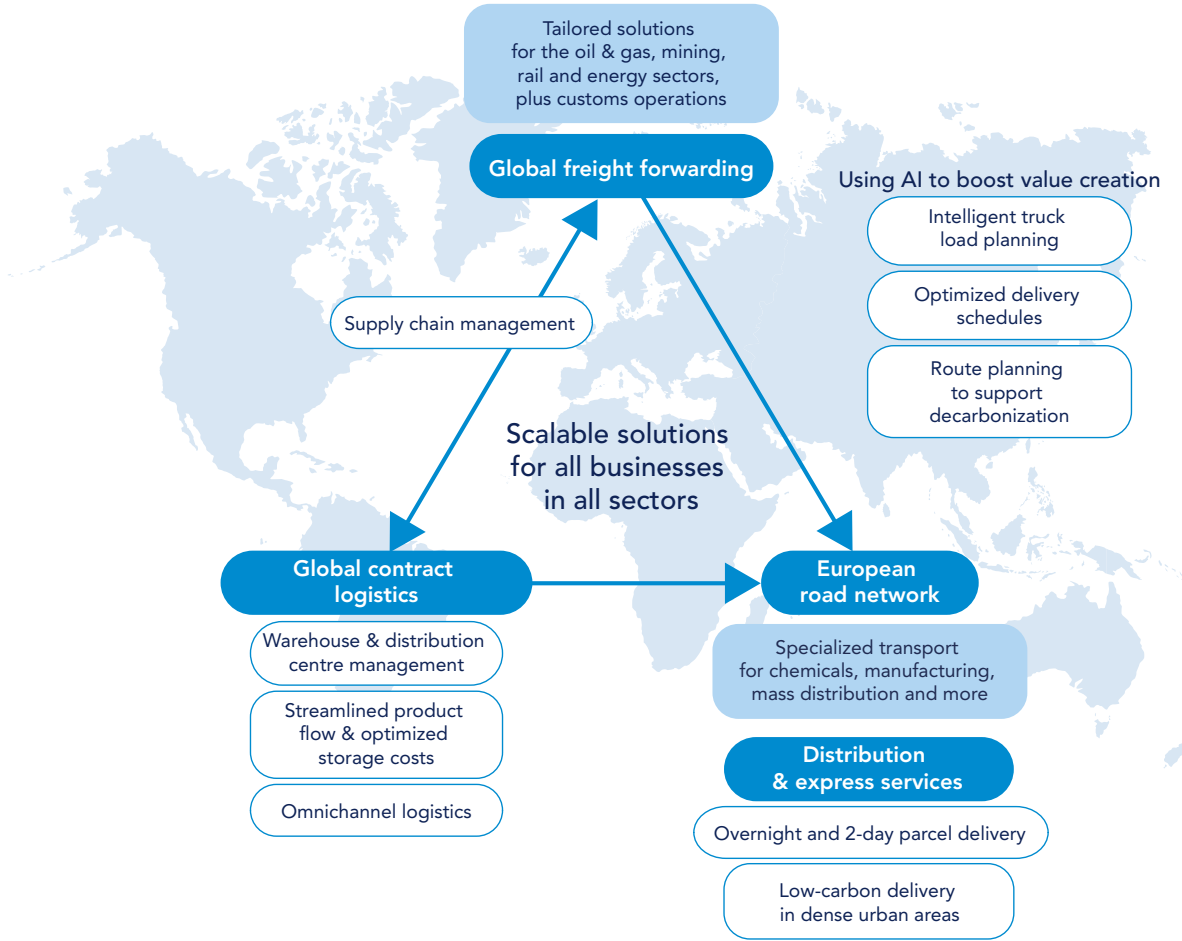 Tailored solutions
for the oil & gas, mining,
rail and energy sectors,
plus customs operations
Global freight forwarding
Using AI to boost value creation
Intelligent truck
load planning
Optimized delivery
schedules
Route planning
to support
decarbonization
Supply chain management
Scalable solutions
for all businesses
in all sectors
Global contract
logistics
Warehouse & distribution
centre management
Streamlined product
flow & optimized
storage costs
Omnichannel logistics
European
road network
Specialized transport
for chemicals, manufacturing,
mass distribution and more
Distribution
& express services
Overnight and 2-day parcel delivery
Low-carbon delivery
in dense urban areas